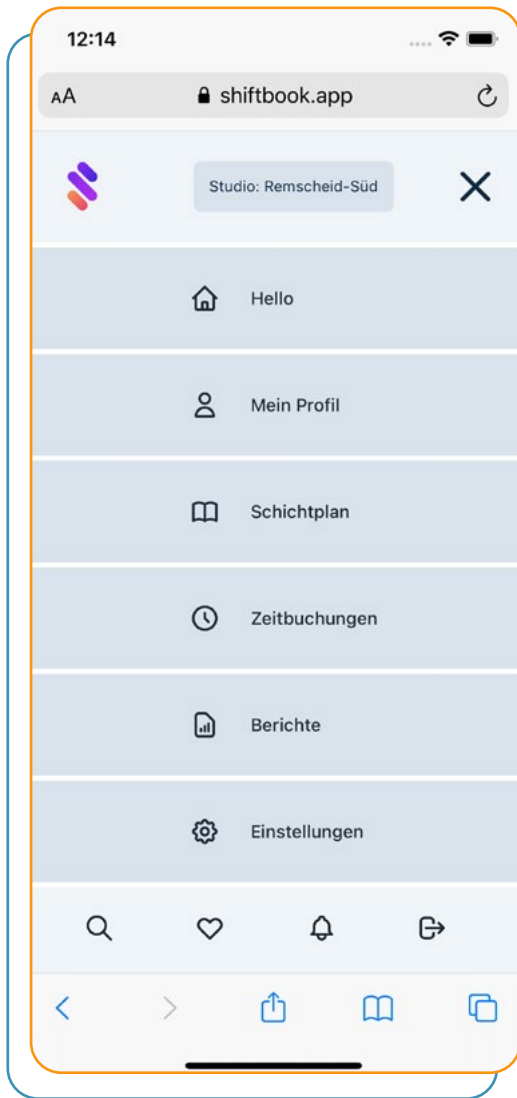 12:14
AA
shiftbook.app
Studio: Remscheid-Süd
Hello
Mein Profil
Schichtplan
Zeitbuchungen
Berichte
Einstellungen